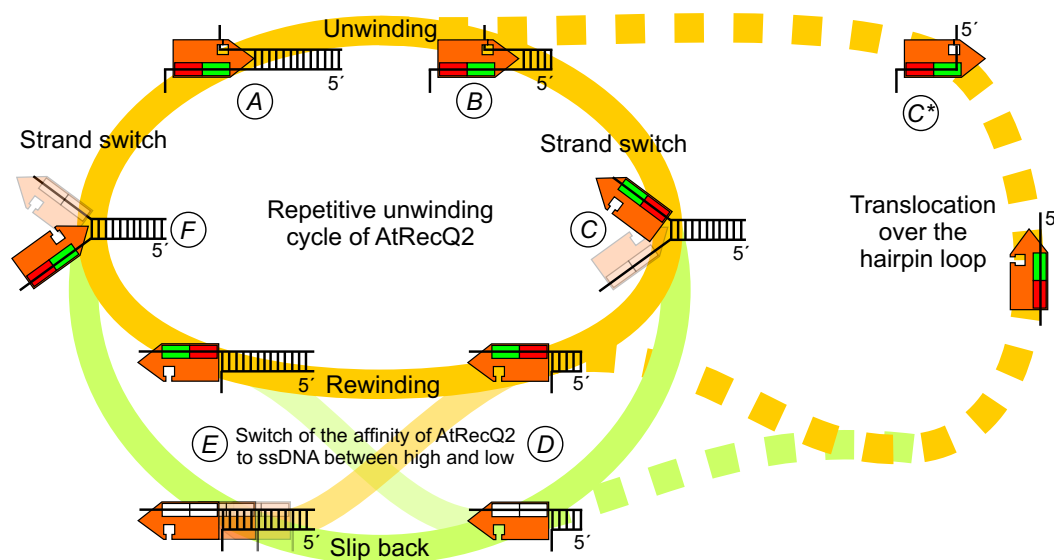 Unwinding
5´
5´
5´
A
B
C*
Strand switch
Strand switch
C
F
5´
5´
5´
Repetitive unwinding
cycle of AtRecQ2
Translocation
over the
hairpin loop
5´
5´
Rewinding
E
Switch of the affinity of AtRecQ2
to ssDNA between high and low
D
5´
5´
Slip back